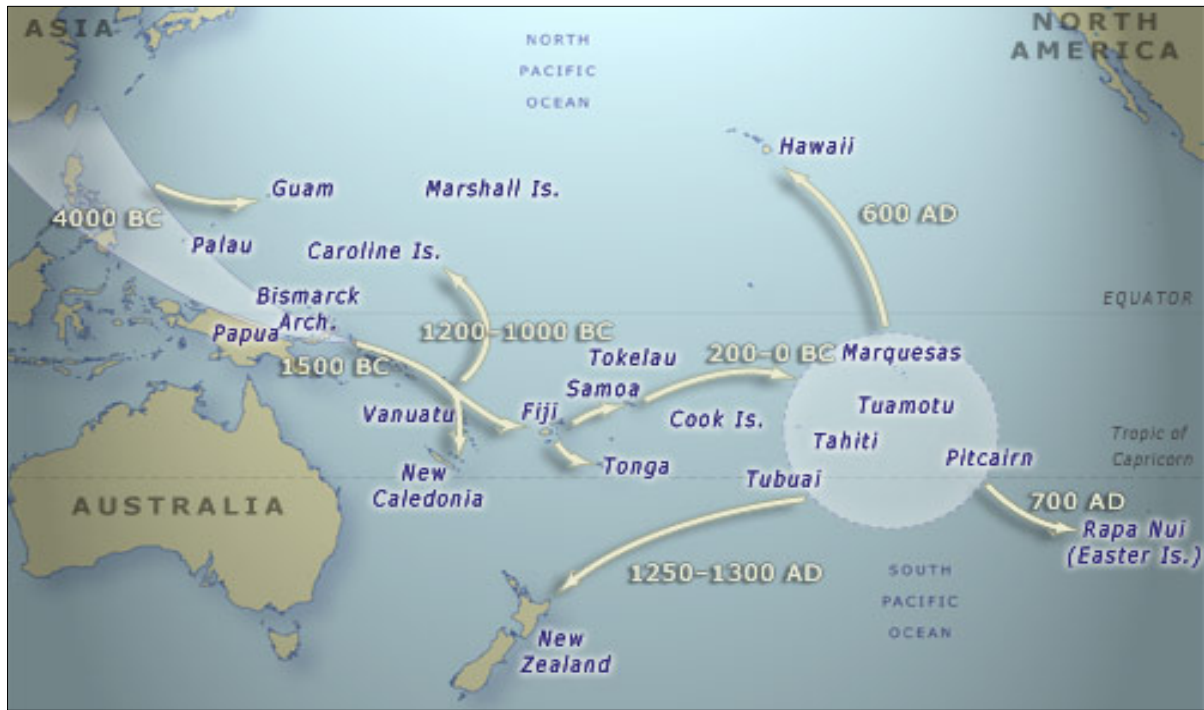 ASIA
NORTH
PACIFIC
OCEAN
NORTH
AMERICA
Hawaii
Guam
Marshall Is.
4000 BC
600 AD
Palau
Caroline Is.
Bismarck
Arch.
EQUATOR
Papua
1200–1000 BC
1500 BC
Tokelau
200–0 BC
Marquesas
Samoa
Vanuatu
Fiji
Cook Is.
Tuamotu
Tahiti
Tropic of
Capricorn
New
Caledonia
Tonga
Tubuai
Pitcairn
AUSTRALIA
700 AD
Rapa Nui
(Easter Is.)
1250–1300 AD
SOUTH
PACIFIC
OCEAN
New
Zealand